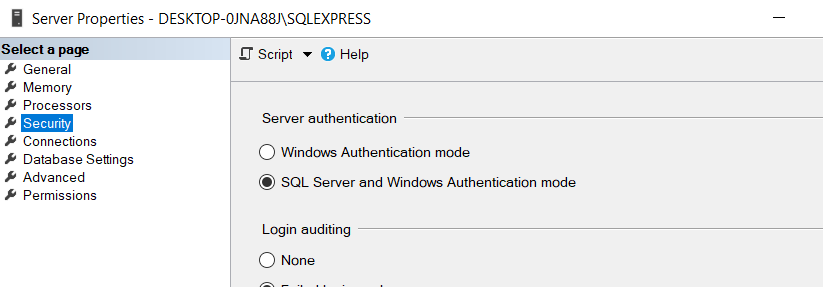 Server Properties - DESKTOP-0JNA88J\SQLEXPRESS
Select a page
General
Memory
Processors
Security
Connections
Database Settings
Advanced
Permissions
Script
Help
Server authentication
Windows Authentication mode
SQL Server and Windows Authentication mode
Login auditing
None